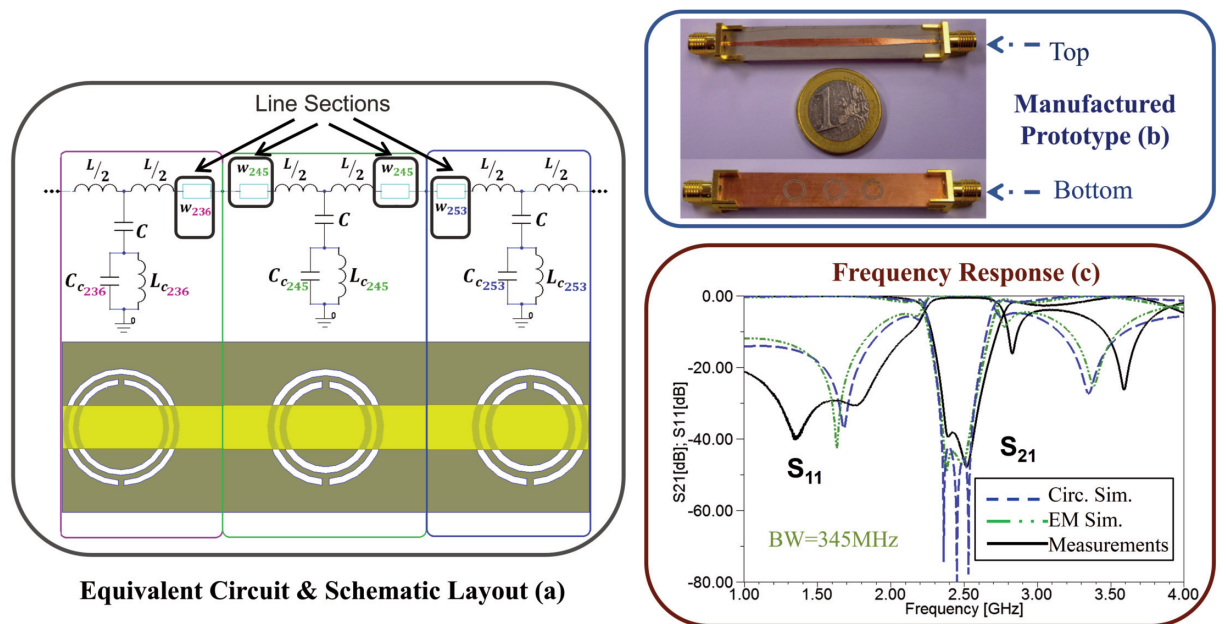 Line Sections
L/2 L/2 w245 L/2 L/2 w245 L/2 L/2
w236 w253
C C C
Cc236 Lc236 Cc245 Lc245 Cc253 Lc253
0 0 0
Equivalent Circuit & Schematic Layout (a)
Top
1
Manufactured
Prototype (b)
Bottom
Frequency Response (c)
S21[dB]; S11[dB]
0.00
-20.00
-40.00
-60.00
-80.00
S11
S21
BW=345MHz
Circ. Sim.
EM Sim.
Measurements
1.00 2.00 2.50 3.00 3.50 4.00
Frequency [GHz]